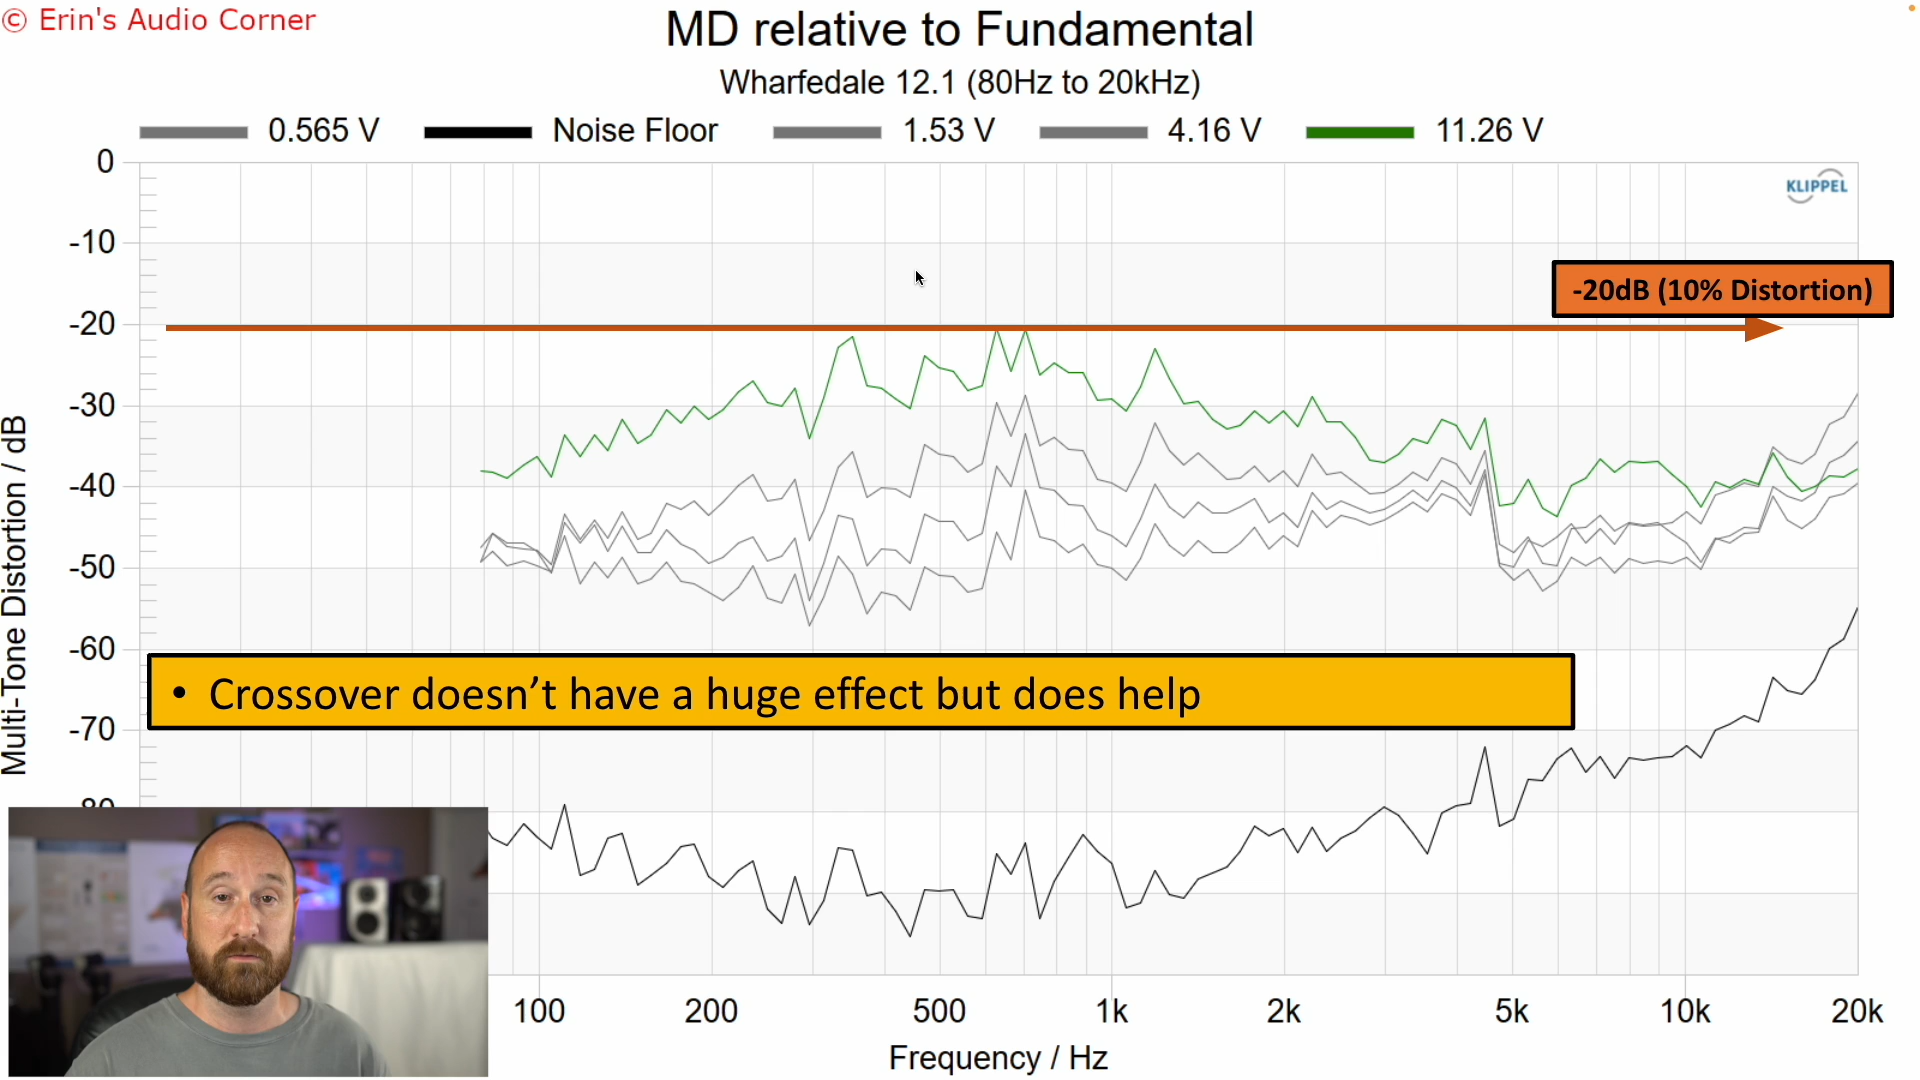 © Erin's Audio Corner
MD relative to Fundamental
Wharfedale 12.1 (80Hz to 20kHz)
0.565 V Noise Floor 1.53 V 4.16 V 11.26 V
KLIPPEL
0
-10
-20dB (10% Distortion)
-20
-30
-40
-50
-60
• Crossover doesn’t have a huge effect but does help
-70
Multi-Tone Distortion / dB
100 200 500 1k 2k 5k 10k 20k
Frequency / Hz